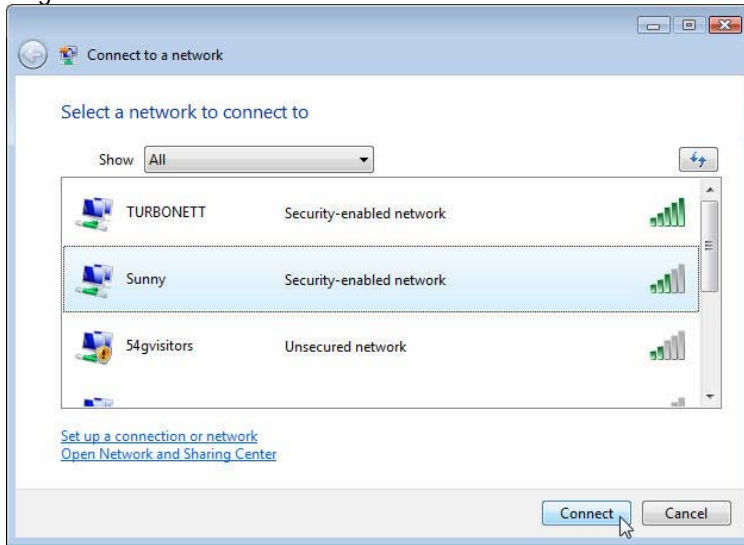 Connect to a network
Select a network to connect to
Show All
TURBONETT Security-enabled network
Sunny Security-enabled network
54gvisitors Unsecured network
Set up a connection or network
Open Network and Sharing Center
Connect Cancel